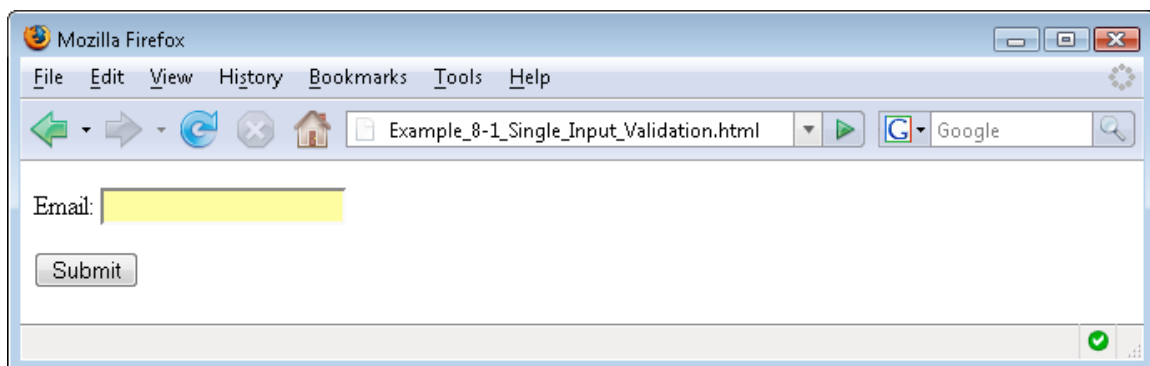 Mozilla Firefox
File Edit View History Bookmarks Tools Help
Example_8-1_Single_Input_Validation.html G Google
Email:
Submit